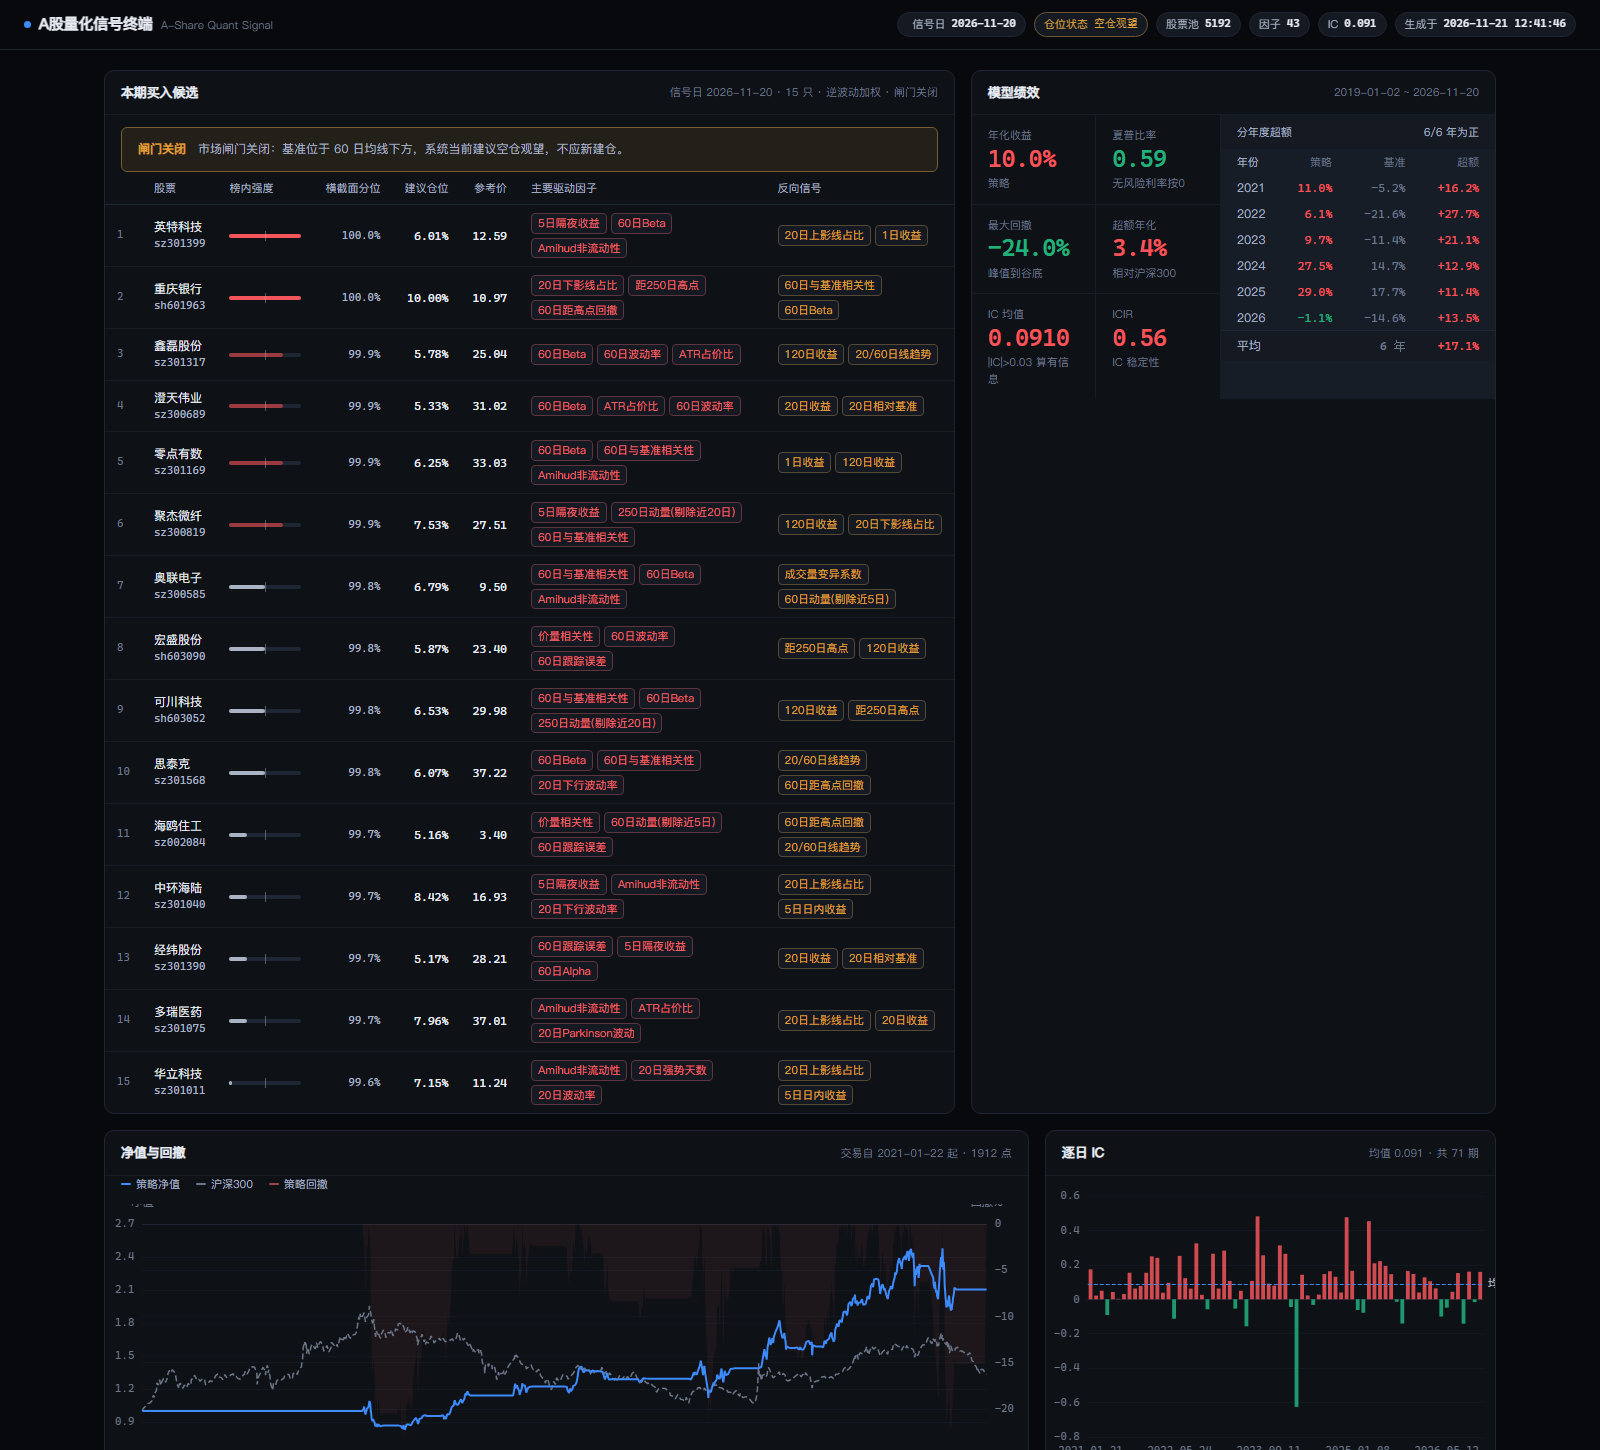 A股量化信号终端 A-Share Quant Signal
信号日 2026-11-20 仓位状态 空仓观望 股票池 5192 因子 43 IC 0.091 生成于 2026-11-21 12:41:46
本期买入候选 信号日 2026-11-20 · 15 只 · 逆波动加权 · 闸门关闭
闸门关闭 市场闸门关闭：基准位于 60 日均线下方，系统当前建议空仓观望，不应新建仓。
股票 榜内强度 横截面分位 建议仓位 参考价 主要驱动因子 反向信号
1 英特科技 sz301399 100.0% 6.01% 12.59 5日隔夜收益 60日Beta Amihud非流动性 20日上影线占比 1日收益
2 重庆银行 sh601963 100.0% 10.00% 10.97 20日下影线占比 距250日高点 60日距高点回撤 60日与基准相关性 60日Beta
3 鑫磊股份 sz301317 99.9% 5.78% 25.04 60日Beta 60日波动率 ATR占价比 120日收益 20/60日线趋势
4 澄天伟业 sz300689 99.9% 5.33% 31.02 60日Beta ATR占价比 60日波动率 20日收益 20日相对基准
5 零点有数 sz301169 99.9% 6.25% 33.03 60日Beta 60日与基准相关性 Amihud非流动性 1日收益 120日收益
6 聚杰微纤 sz300819 99.9% 7.53% 27.51 5日隔夜收益 250日动量(剔除近20日) 60日与基准相关性 120日收益 20日下影线占比
7 奥联电子 sz300585 99.8% 6.79% 9.50 60日与基准相关性 60日Beta Amihud非流动性 成交量变异系数 60日动量(剔除近5日)
8 宏盛股份 sh603090 99.8% 5.87% 23.40 价量相关性 60日波动率 60日跟踪误差 距250日高点 120日收益
9 可川科技 sh603052 99.8% 6.53% 29.98 60日与基准相关性 60日Beta 250日动量(剔除近20日) 120日收益 距250日高点
10 思泰克 sz301568 99.8% 6.07% 37.22 60日Beta 60日与基准相关性 20日下行波动率 20/60日线趋势 60日距高点回撤
11 海鸥住工 sz002084 99.7% 5.16% 3.40 价量相关性 60日动量(剔除近5日) 60日跟踪误差 60日距高点回撤 20/60日线趋势
12 中环海陆 sz301040 99.7% 8.42% 16.93 5日隔夜收益 Amihud非流动性 20日下行波动率 20日上影线占比 5日日内收益
13 经纬股份 sz301390 99.7% 5.17% 28.21 60日跟踪误差 5日隔夜收益 60日Alpha 20日收益 20日相对基准
14 多瑞医药 sz301075 99.7% 7.96% 37.01 Amihud非流动性 ATR占价比 20日Parkinson波动 20日上影线占比 20日收益
15 华立科技 sz301011 99.6% 7.15% 11.24 Amihud非流动性 20日强势天数 20日波动率 20日上影线占比 5日日内收益
模型绩效 2019-01-02 ~ 2026-11-20
年化收益 夏普比率
10.0% 0.59
策略 无风险利率按0
最大回撤 超额年化
-24.0% 3.4%
峰值到谷底 相对沪深300
IC 均值 ICIR
0.0910 0.56
|IC|>0.03 算有信息 IC 稳定性
分年度超额 6/6 年为正
年份 策略 基准 超额
2021 11.0% -5.2% +16.2%
2022 6.1% -21.6% +27.7%
2023 9.7% -11.4% +21.1%
2024 27.5% 14.7% +12.9%
2025 29.0% 17.7% +11.4%
2026 -1.1% -14.6% +13.5%
平均 6 年 +17.1%
净值与回撤 交易自 2021-01-22 起 · 1912 点
策略净值 沪深300 策略回撤
2.7 0
2.4 -5
2.1
1.8 -10
1.5 -15
1.2
0.9 -20
逐日 IC 均值 0.091 · 共 71 期
0.6
0.4
0.2
0
-0.2
-0.4
-0.6
-0.8